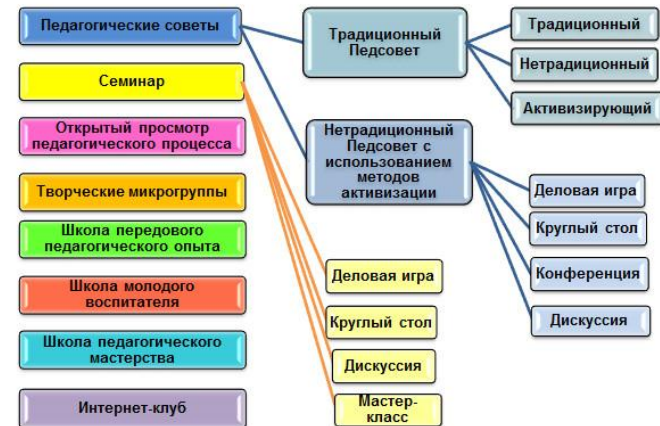 Педагогические советы
Семинар
Открытый просмотр
педагогического процесса
Творческие микрогруппы
Школа передового
педагогического опыта
Школа молодого
воспитателя
Школа педагогического
мастерства
Интернет-клуб
Традиционный
Педсовет
Нетрадиционный
Педсовет с
использованием
методов
активизации
Деловая игра
Круглый стол
Дискуссия
Мастер-
класс
Традиционный
Нетрадиционный
Активизирующий
Деловая игра
Круглый стол
Конференция
Дискуссия